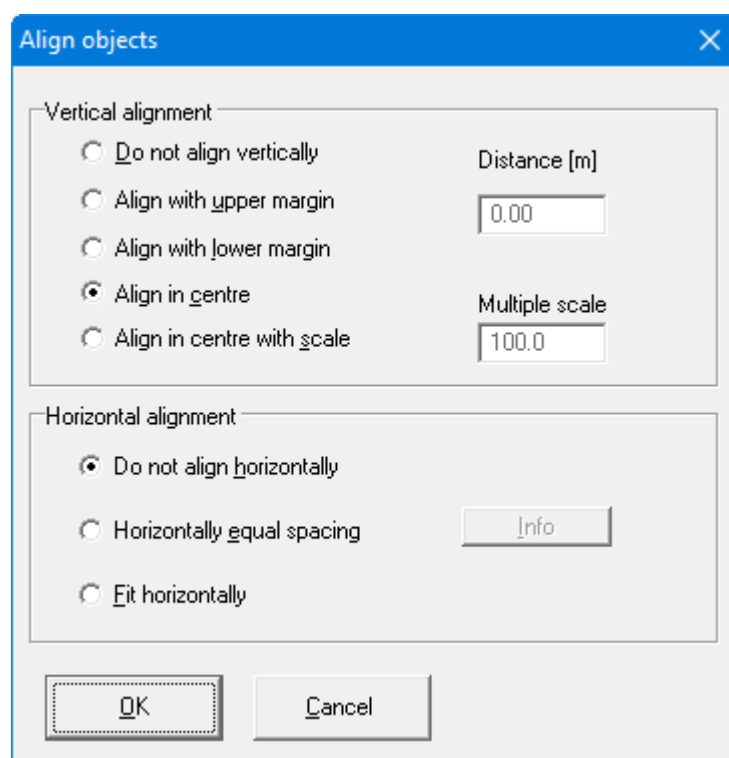 Align objects
Vertical alignment
Do not align vertically
Distance [m]
Align with upper margin
0.00
Align with lower margin
Align in centre
Multiple scale
Align in centre with scale
100.0
Horizontal alignment
Do not align horizontally
Horizontally equal spacing
Info
Fit horizontally
OK
Cancel